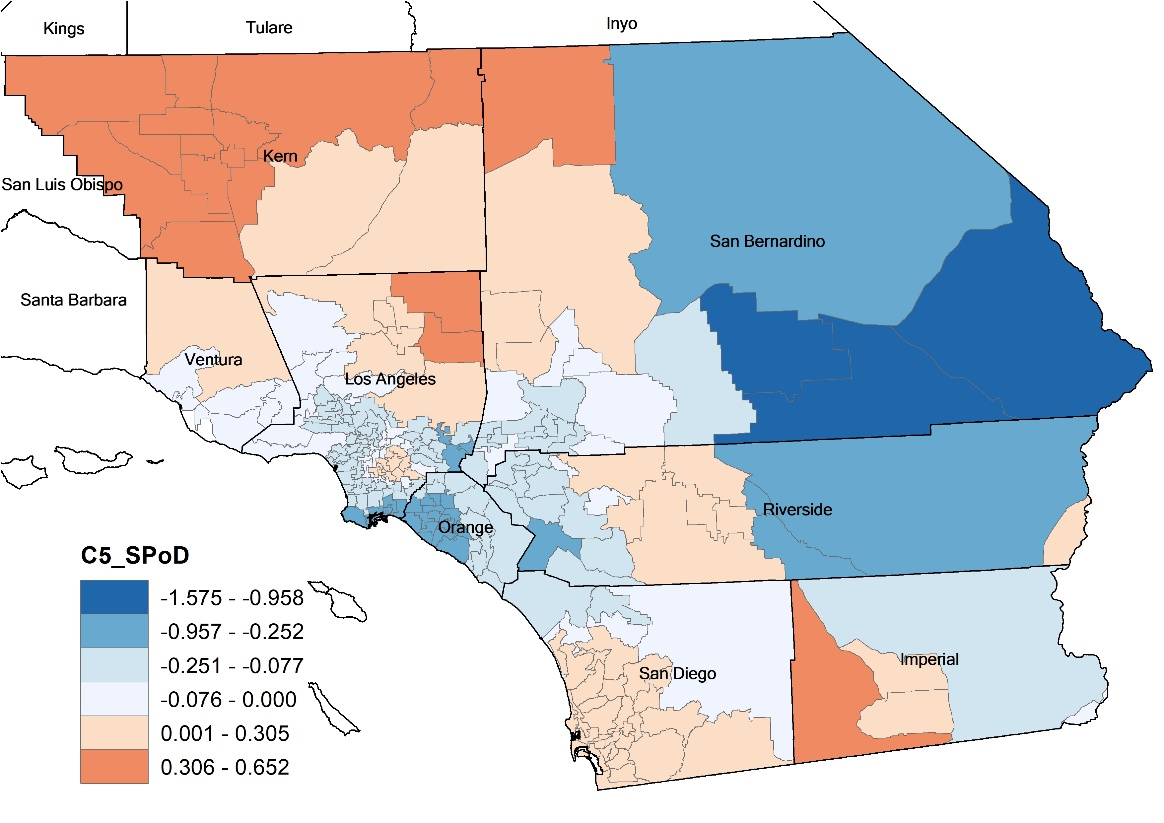 Kings
Tulare
Inyo
Kern
San Luis Obispo
San Bernardino
Santa Barbara
Ventura
Los Angeles
Riverside
Orange
Imperial
San Diego
C5_SPoD
-1.575 - -0.958
-0.957 - -0.252
-0.251 - -0.077
-0.076 - 0.000
0.001 - 0.305
0.306 - 0.652